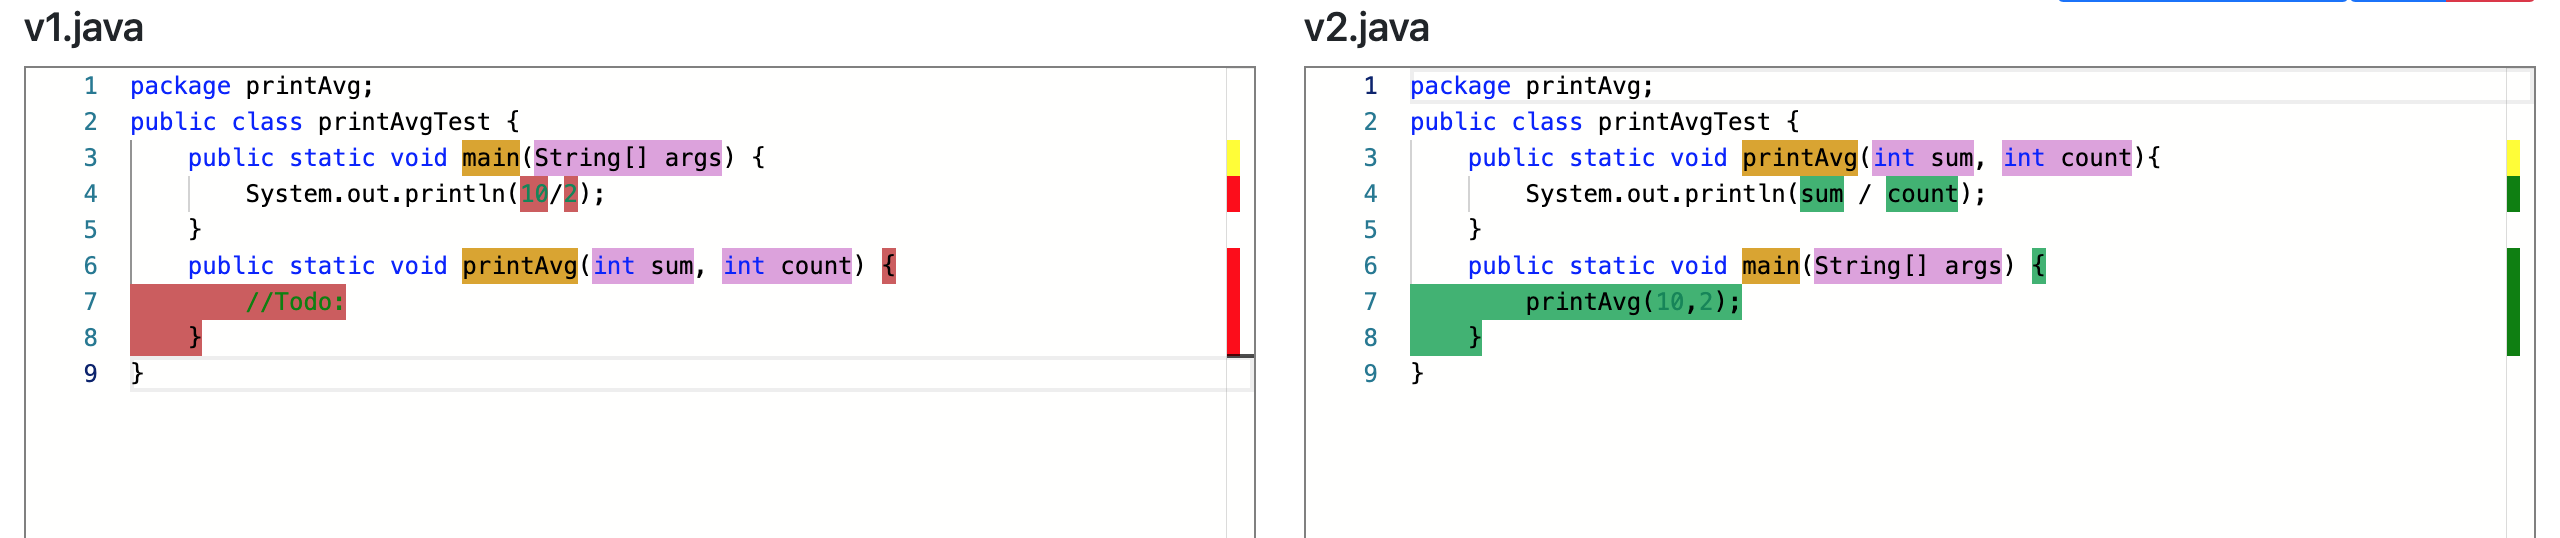 v1.java
1 package printAvg;
2 public class printAvgTest {
3     public static void main(String[] args) {
4         System.out.println(10/2);
5     }
6     public static void printAvg(int sum, int count) {
7         //Todo:
8     }
9 }
v2.java
1 package printAvg;
2 public class printAvgTest {
3     public static void printAvg(int sum, int count){
4         System.out.println(sum / count);
5     }
6     public static void main(String[] args) {
7         printAvg(10,2);
8     }
9 }